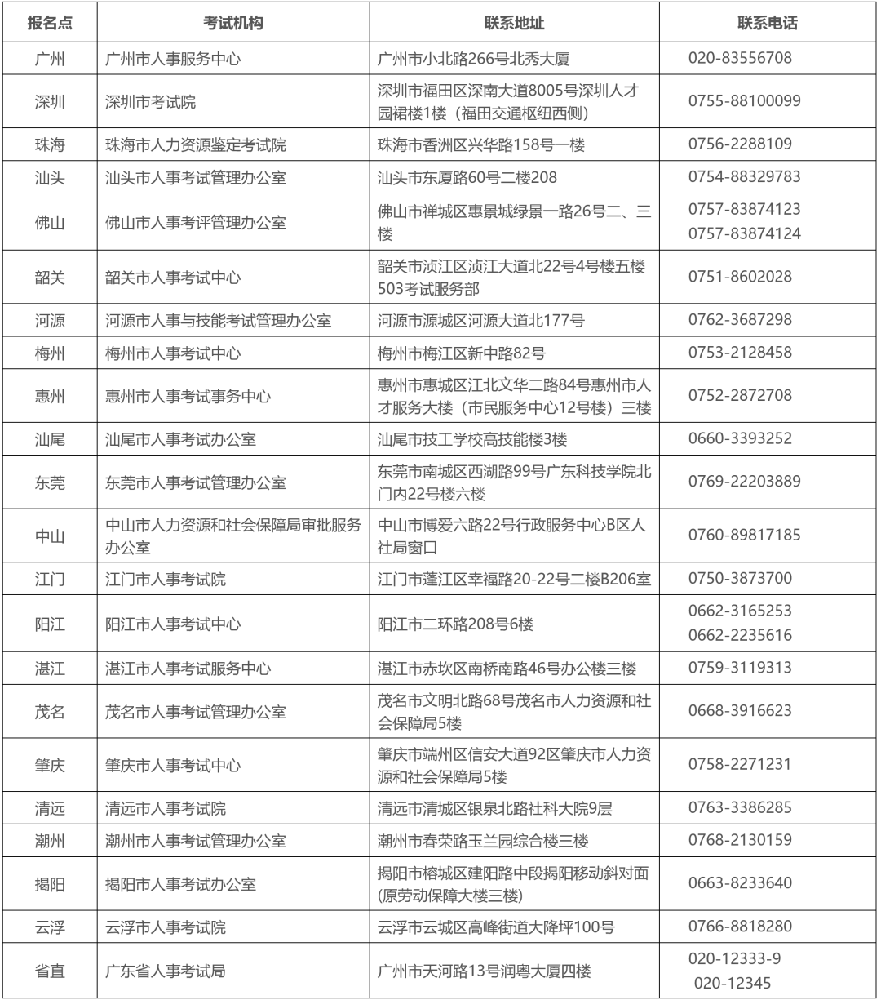 报名点 考试机构 联系地址 联系电话
广州 广州市人事服务中心 广州市小北路266号北秀大厦 020-83556708
深圳 深圳市考试院 深圳市福田区深南大道8005号深圳人才
园裙楼1楼（福田交通枢纽西侧） 0755-88100099
珠海 珠海市人力资源鉴定考试院 珠海市香洲区兴华路158号一楼 0756-2288109
汕头 汕头市人事考试管理办公室 汕头市东厦路60号二楼208 0754-88329783
佛山 佛山市人事考评管理办公室 佛山市禅城区惠景城绿景一路26号二、三
楼 0757-83874123
0757-83874124
韶关 韶关市人事考试中心 韶关市浈江区浈江大道北22号4号楼五楼
503考试服务部 0751-8602028
河源 河源市人事与技能考试管理办公室 河源市源城区河源大道北177号 0762-3687298
梅州 梅州市人事考试中心 梅州市梅江区新中路82号 0753-2128458
惠州 惠州市人事考试事务中心 惠州市惠城区江北文华二路84号惠州市人
才服务大楼（市民服务中心12号楼）三楼 0752-2872708
汕尾 汕尾市人事考试办公室 汕尾市技工学校高技能楼3楼 0660-3393252
东莞 东莞市人事考试管理办公室 东莞市南城区西湖路99号广东科技学院北
门内22号楼六楼 0769-22203889
中山 中山市人力资源和社会保障局审批服务
办公室 中山市博爱六路22号行政服务中心B区人
社局窗口 0760-89817185
江门 江门市人事考试院 江门市蓬江区幸福路20-22号二楼B206室 0750-3873700
阳江 阳江市人事考试中心 阳江市二环路208号6楼 0662-3165253
0662-2235616
湛江 湛江市人事考试服务中心 湛江市赤坎区南桥南路46号办公楼三楼 0759-3119313
茂名 茂名市人事考试管理办公室 茂名市文明北路68号茂名市人力资源和社
会保障局5楼 0668-3916623
肇庆 肇庆市人事考试中心 肇庆市端州区信安大道92区肇庆市人力资
源和社会保障局5楼 0758-2271231
清远 清远市人事考试院 清远市清城区银泉北路社科大院9层 0763-3386285
潮州 潮州市人事考试管理办公室 潮州市春荣路玉兰园综合楼三楼 0768-2130159
揭阳 揭阳市人事考试办公室 揭阳市榕城区建阳路中段揭阳移动斜对面
(原劳动保障大楼三楼) 0663-8233640
云浮 云浮市人事考试院 云浮市云城区高峰街道大降坪100号 0766-8818280
省直 广东省人事考试局 广州市天河路13号润粤大厦四楼 020-12333-9
020-12345